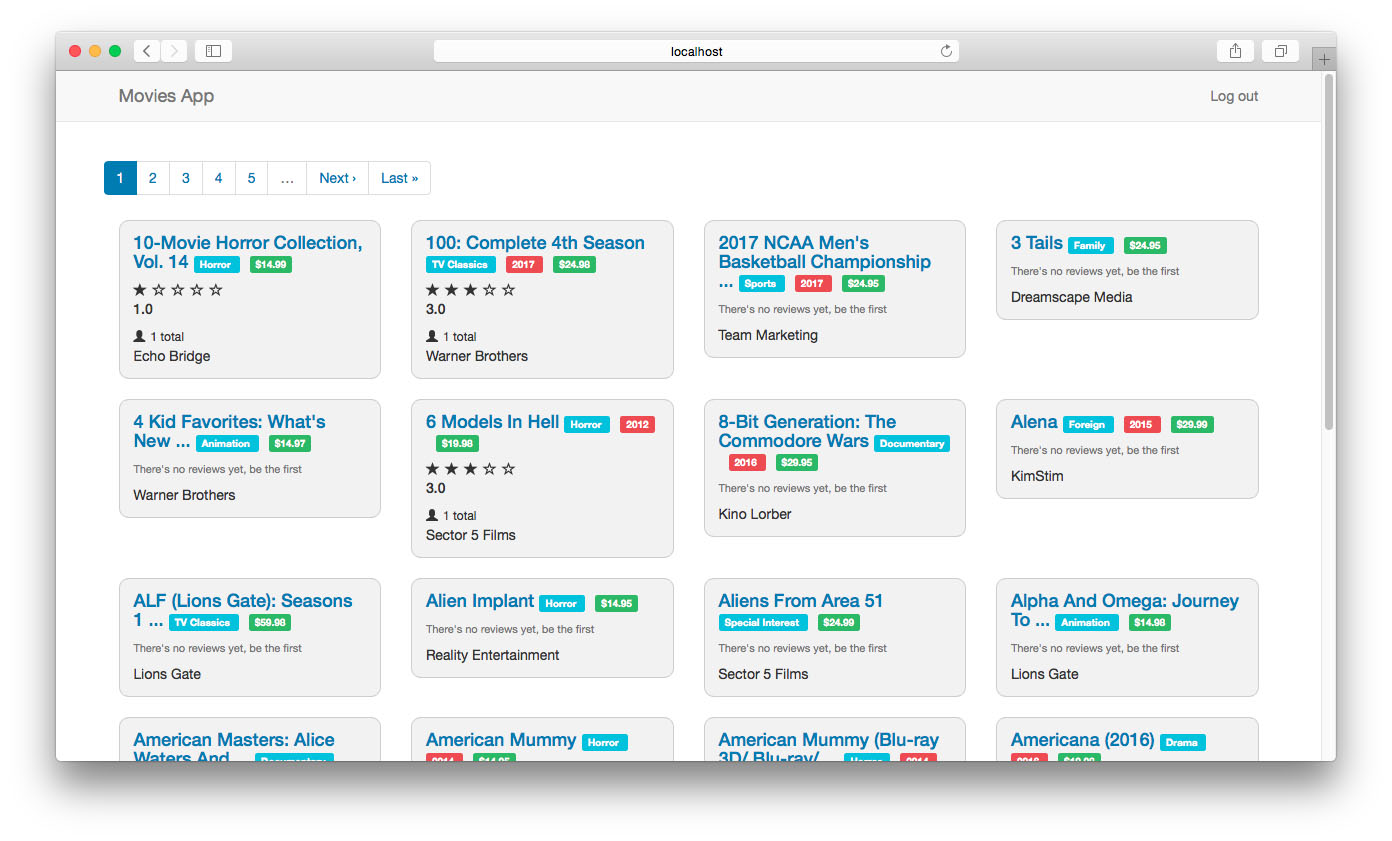 localhost
Movies App
Log out
1 2 3 4 5 … Next › Last »
10-Movie Horror Collection,
Vol. 14 Horror $14.99
1.0
1 total
Echo Bridge
100: Complete 4th Season
TV Classics 2017 $24.98
3.0
1 total
Warner Brothers
2017 NCAA Men's
Basketball Championship
... Sports 2017 $24.95
There's no reviews yet, be the first
Team Marketing
3 Tails Family $24.95
There's no reviews yet, be the first
Dreamscape Media
4 Kid Favorites: What's
New ... Animation $14.97
There's no reviews yet, be the first
Warner Brothers
6 Models In Hell Horror 2012
$19.98
3.0
1 total
Sector 5 Films
8-Bit Generation: The
Commodore Wars Documentary
2016 $29.95
There's no reviews yet, be the first
Kino Lorber
Alena Foreign 2015 $29.99
There's no reviews yet, be the first
KimStim
ALF (Lions Gate): Seasons
1 ... TV Classics $59.98
There's no reviews yet, be the first
Lions Gate
Alien Implant Horror $14.95
There's no reviews yet, be the first
Reality Entertainment
Aliens From Area 51
Special Interest $24.99
There's no reviews yet, be the first
Sector 5 Films
Alpha And Omega: Journey
To ... Animation $14.98
There's no reviews yet, be the first
Lions Gate
American Masters: Alice
Waters And ... Documentary
American Mummy Horror
2014 $14.95
American Mummy (Blu-ray
3D/ Blu-ray/ ... Horror 2014
Americana (2016) Drama